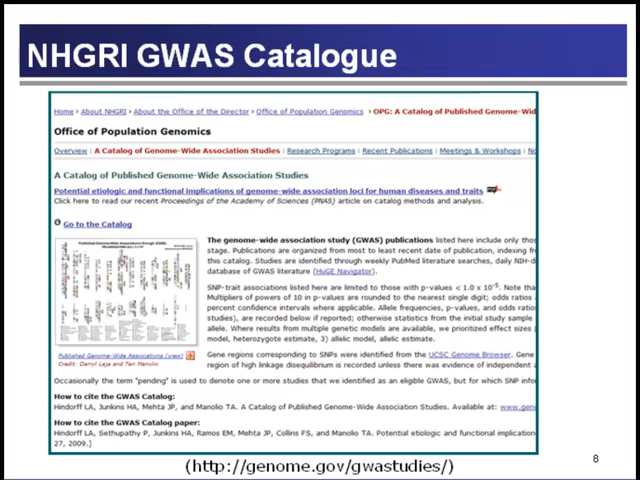 NHGRI GWAS Catalogue
Home › About NHGRI › About the Office of the Director › Office of Population Genomics › OPG: A Catalog of Published Genome-Wid
Office of Population Genomics
Overview | A Catalog of Genome-Wide Association Studies | Research Programs | Recent Publications | Meetings & Workshops | No
A Catalog of Published Genome-Wide Association Studies
Potential etiologic and functional implications of genome-wide association loci for human diseases and traits
Click here to read our recent Proceedings of the Academy of Sciences (PNAS) article on catalog methods and analysis.
Go to the Catalog
The genome-wide association study (GWAS) publications listed here include only thos
stage. Publications are organized from most to least recent date of publication, indexing fr
this catalog. Studies are identified through weekly PubMed literature searches, daily NIH-d
database of GWAS literature (HuGE Navigator).
SNP-trait associations listed here are limited to those with p-values < 1.0 x 10-5. Note tha
Multipliers of powers of 10 in p-values are rounded to the nearest single digit; odds ratios a
percent confidence intervals where applicable. Allele frequencies, p-values, and odds ratio
studies), are recorded below if reported; otherwise statistics from the initial study sample
allele. Where results from multiple genetic models are available, we prioritized effect sizes (
model, heterozygote estimate, 3) allelic model, allelic estimate.
Published Genome-Wide Associations (view)
Credit: Darryl Leja and Teri Manolio
Gene regions corresponding to SNPs were identified from the UCSC Genome Browser. Gene
region of high linkage disequilibrium is recorded unless there was evidence of independent a
Occasionally the term "pending" is used to denote one or more studies that we identified as an eligible GWAS, but for which SNP infor
How to cite the GWAS Catalog:
Hindorff LA, Junkins HA, Mehta JP, and Manolio TA. A Catalog of Published Genome-Wide Association Studies. Available at: www.gen
How to cite the GWAS Catalog paper:
Hindorff LA, Sethupathy P, Junkins HA, Ramos EM, Mehta JP, Collins FS, and Manolio TA. Potential etiologic and functional implication
27, 2009.]
(http://genome.gov/gwastudies/)
8